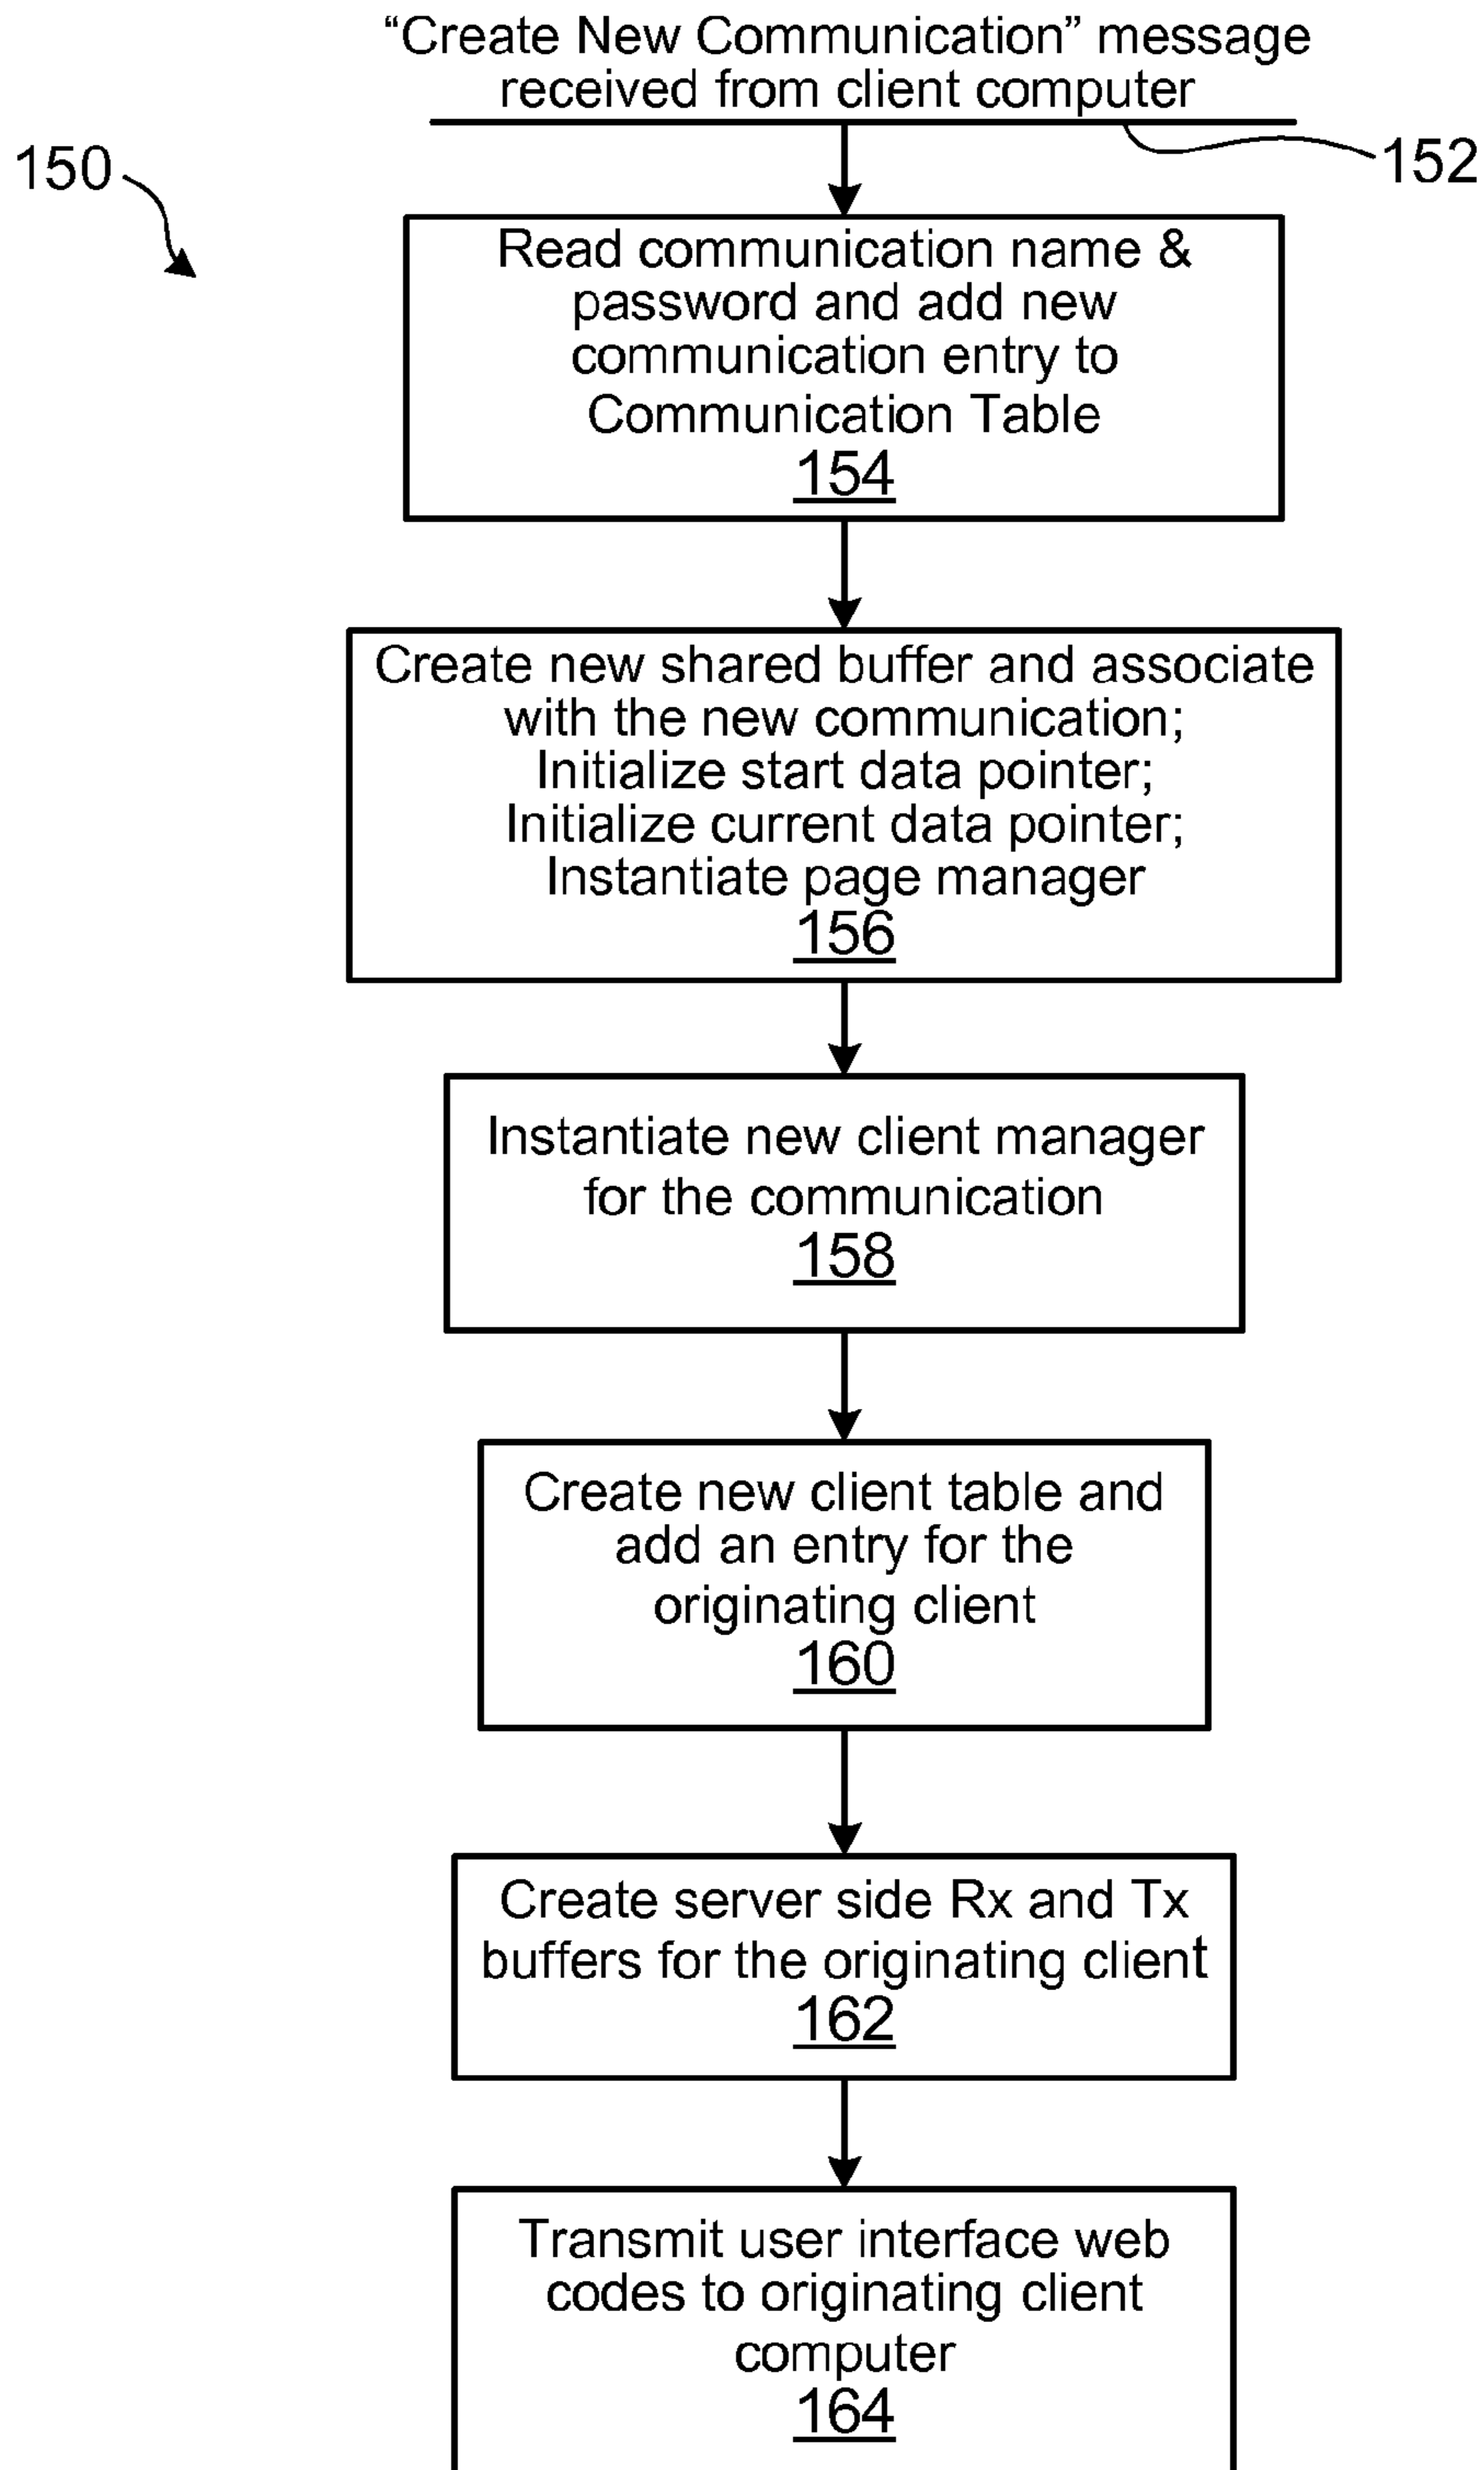 “Create New Communication” message
received from client computer
150
152
Read communication name &
password and add new
communication entry to
Communication Table
154
Create new shared buffer and associate
with the new communication;
Initialize start data pointer;
Initialize current data pointer;
Instantiate page manager
156
Instantiate new client manager
for the communication
158
Create new client table and
add an entry for the
originating client
160
Create server side Rx and Tx
buffers for the originating client
162
Transmit user interface web
codes to originating client
computer
164